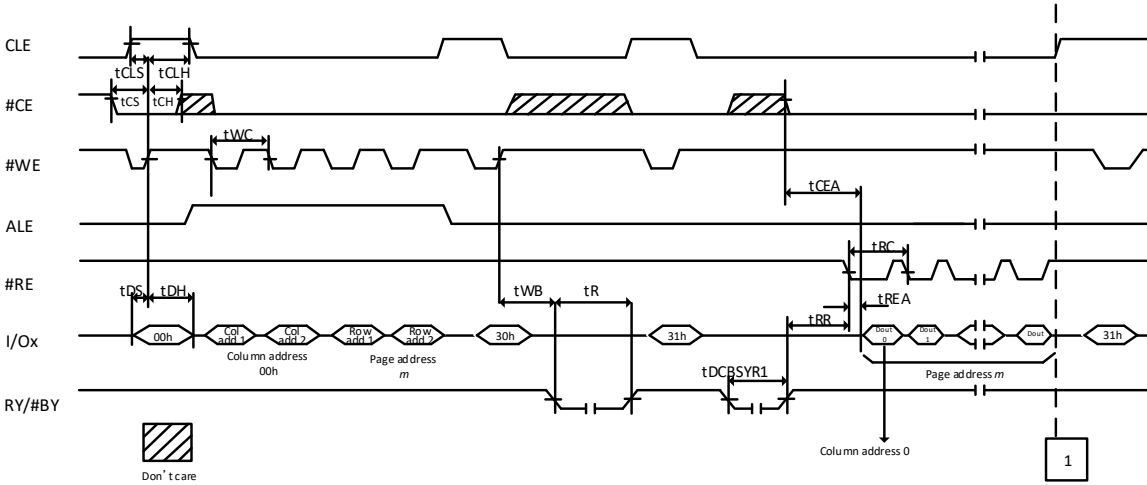 CLE
tCLS tCLH
#CE
tCS tCH
tWC
#WE
tCEA
ALE
tRC
#RE
tDS tDH
tWB tR
tREA
tRR
I/Ox
00h
Col add 1
Col add 2
Row add 1
Row add 2
30h
31h
Dout 0
Dout 1
Dout
31h
Column address 00h
Page address m
tDCBSYR1
Page address m
RY/#BY
Column address 0
1
Don't care